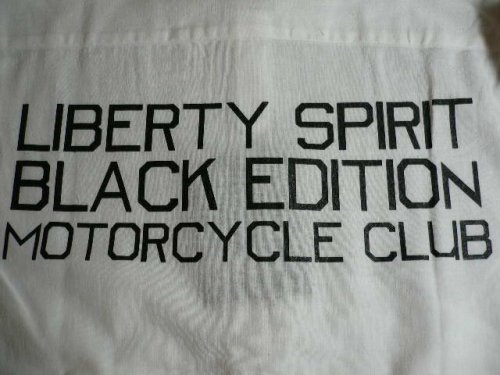 LIBERTY SPIRIT
BLACK EDITION
MOTORCYCLE CLUB